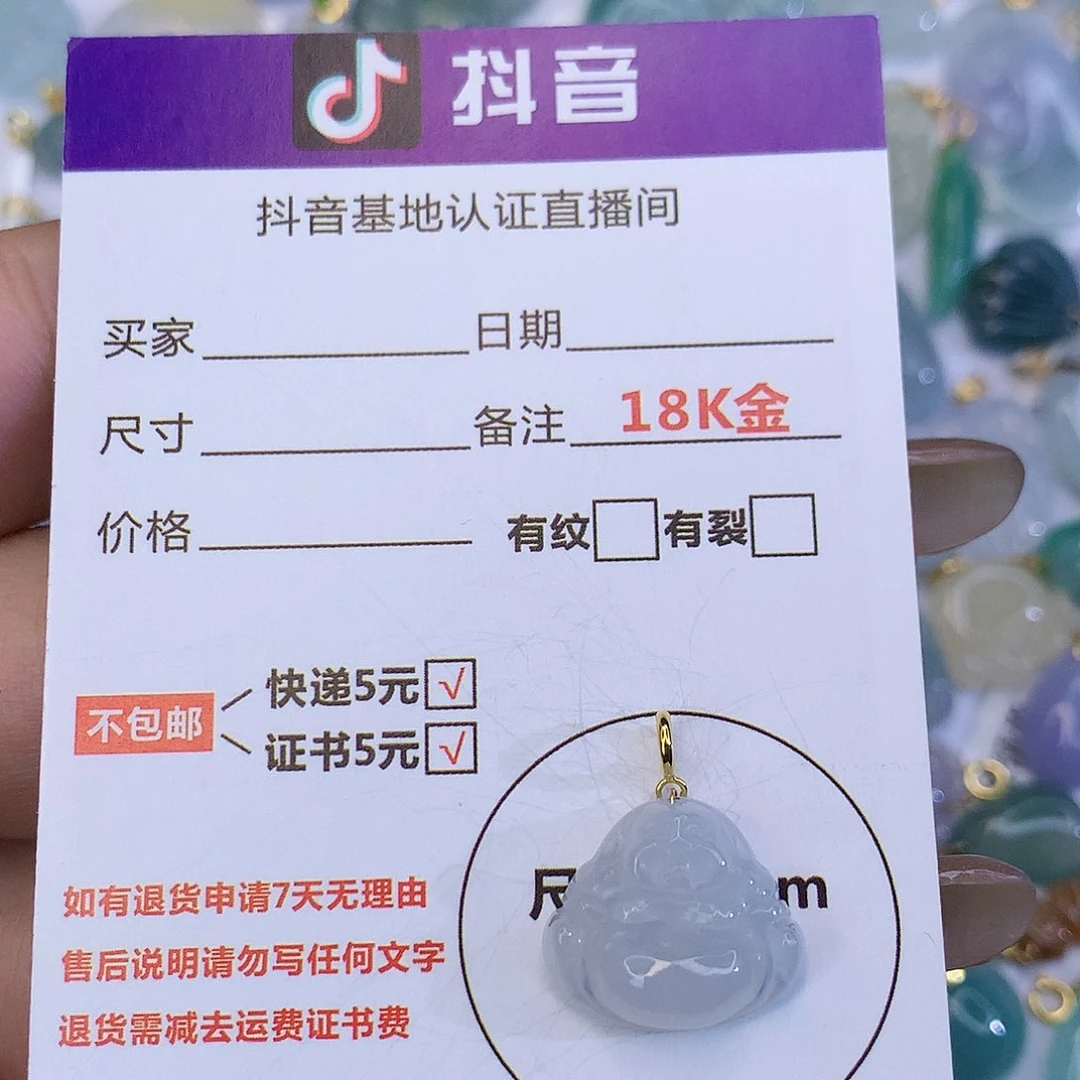 抖音
抖音基地认证直播间
买家 日期
尺寸 备注 18K金
价格 有纹 有裂
快递5元 √
不包邮
证书5元 √
如有退货申请7天无理由
售后说明请勿写任何文字
退货需减去运费证书费
尺 m